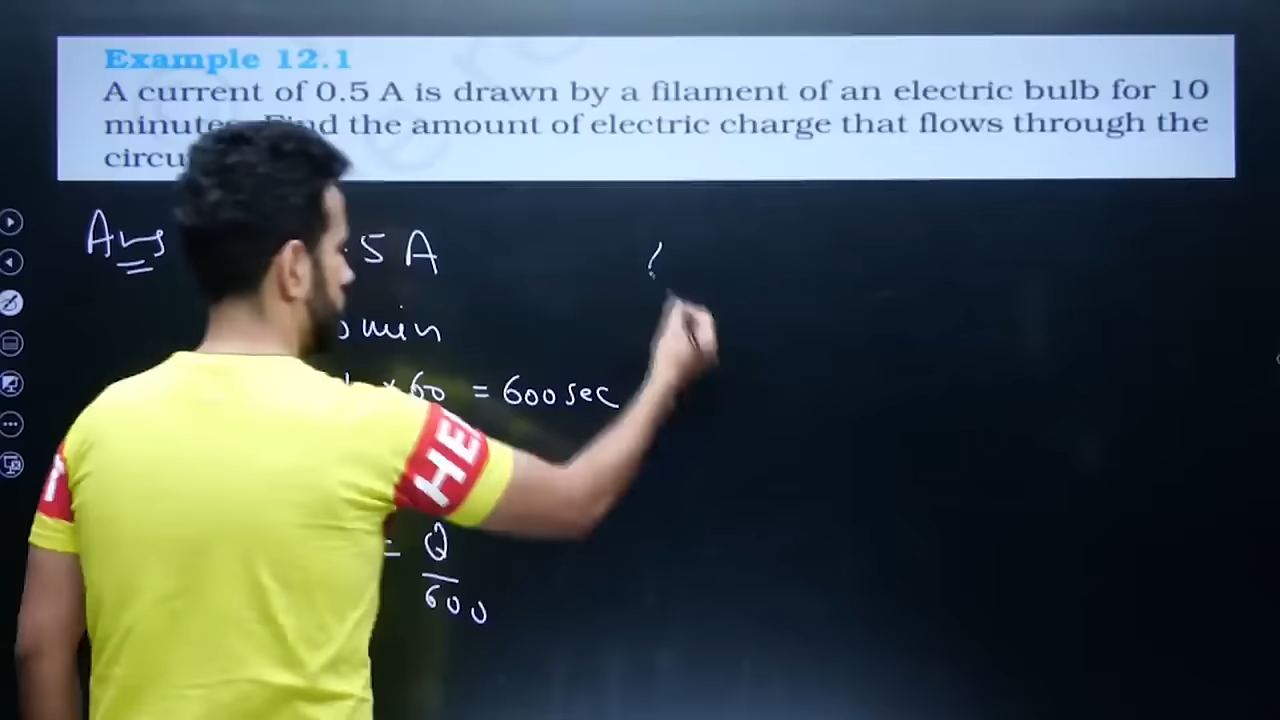 Example 12.1
A current of 0.5 A is drawn by a filament of an electric bulb for 10
minutes. Find the amount of electric charge that flows through the
circu
Ans .5 A
min
× 60 = 600 sec
HE
= Q
600